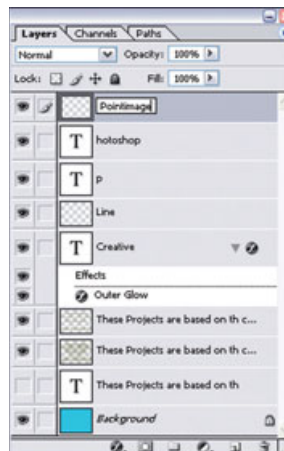 Layers Channels Paths
Normal Opacity: 100%
Lock: Fill: 100%
Pointimage
T hotoshop
T p
Line
T Creative
Effects
Outer Glow
These Projects are based on th c...
These Projects are based on th c...
T These Projects are based on th
Background